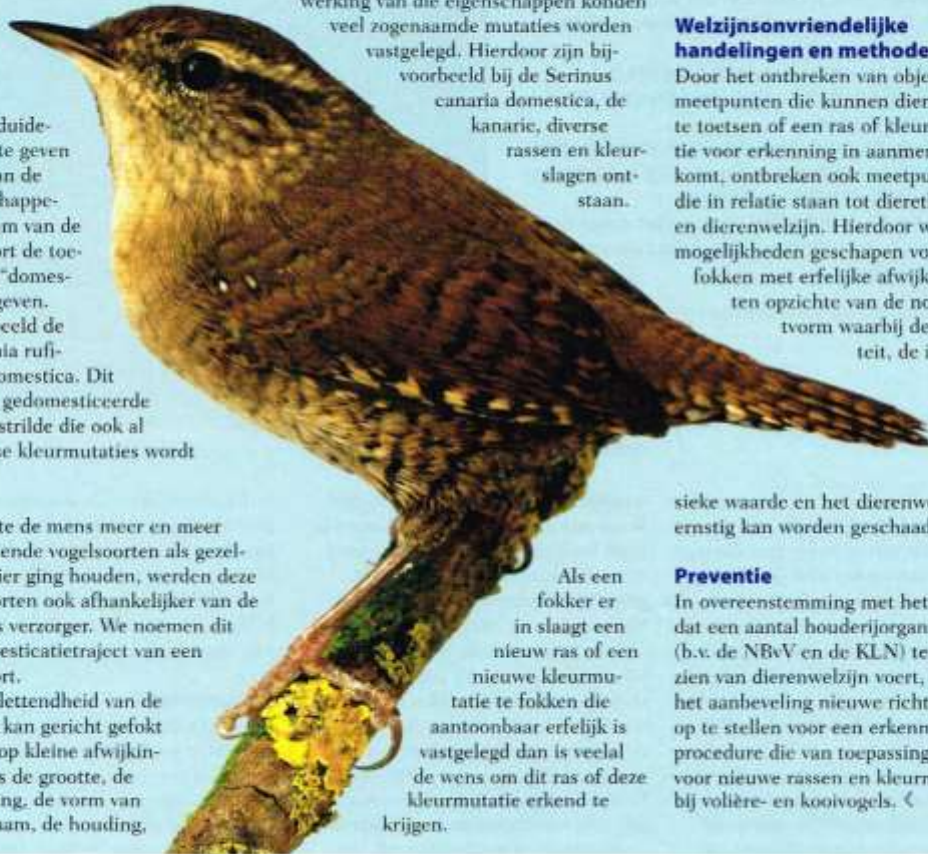 duide-
te geven
an de
happe-
m van de
rt de toe-
"domes-
geven.
eeld de
nia rufi-
omestica. Dit
gedomesticeerde
strilde die ook al
se kleurmutaties wordt
te de mens meer en meer
ende vogelsoorten als gezel-
ier ging houden, werden deze
orten ook afhankelijker van de
s verzorger. We noemen dit
esticatietraject van een
ort.
lettendheid van de
kan gericht gefokt
op kleine afwijkin-
s de grootte, de
ng, de vorm van
aam, de houding,
werking van die eigenschappen konden
veel zogenaamde mutaties worden
vastgelegd. Hierdoor zijn bij-
voorbeeld bij de Serinus
canaria domestica, de
kanarie, diverse
rassen en kleur-
slagen ont-
staan.
Als een
fokker er
in slaagt een
nieuw ras of een
nieuwe kleurmu-
tatie te fokken die
aantoonbaar erfelijk is
vastgelegd dan is veelal
de wens om dit ras of deze
kleurmutatie erkend te
krijgen.
Welzijnsonvriendelijke
handelingen en methode
Door het ontbreken van obje
meetpunten die kunnen dien
te toetsen of een ras of kleur
tie voor erkenning in aanmer
komt, ontbreken ook meetpu
die in relatie staan tot dieret
en dierenwelzijn. Hierdoor w
mogelijkheden geschapen vo
fokken met erfelijke afwijk
ten opzichte van de no
tvorm waarbij de
teit, de i
sieke waarde en het dierenwe
ernstig kan worden geschaad
Preventie
In overeenstemming met het
dat een aantal houderijorgan
(b.v. de NBvV en de KLN) te
zien van dierenwelzijn voert,
het aanbeveling nieuwe richt
op te stellen voor een erkenn
procedure die van toepassing
voor nieuwe rassen en kleurr
bij volière- en kooivogels. <